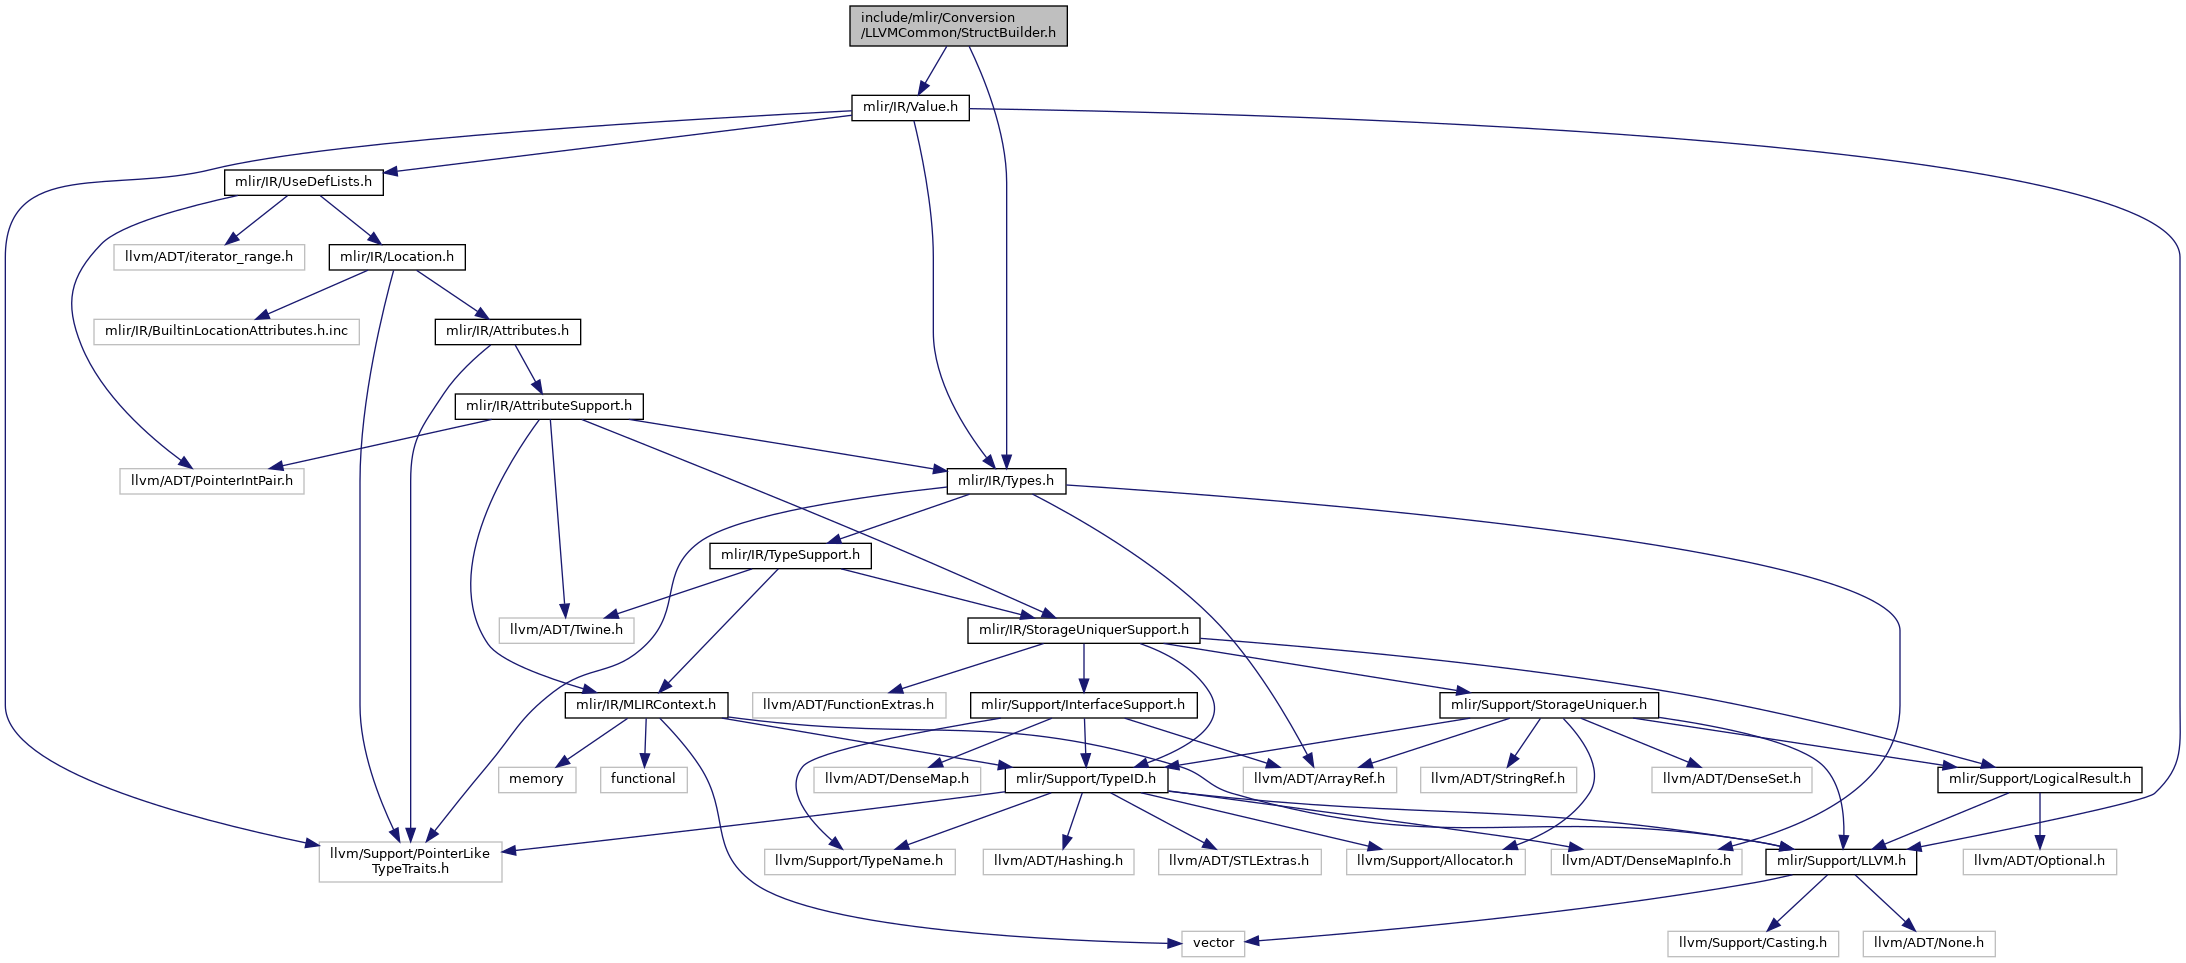 include/mlir/Conversion
/LLVMCommon/StructBuilder.h
mlir/IR/Value.h
mlir/IR/UseDefLists.h
llvm/ADT/iterator_range.h
mlir/IR/Location.h
mlir/IR/BuiltinLocationAttributes.h.inc
mlir/IR/Attributes.h
mlir/IR/AttributeSupport.h
llvm/ADT/PointerIntPair.h
mlir/IR/Types.h
mlir/IR/TypeSupport.h
llvm/ADT/Twine.h
mlir/IR/StorageUniquerSupport.h
mlir/IR/MLIRContext.h
llvm/ADT/FunctionExtras.h
mlir/Support/InterfaceSupport.h
mlir/Support/StorageUniquer.h
memory
functional
llvm/ADT/DenseMap.h
mlir/Support/TypeID.h
llvm/ADT/ArrayRef.h
llvm/ADT/StringRef.h
llvm/ADT/DenseSet.h
mlir/Support/LogicalResult.h
llvm/Support/PointerLike
TypeTraits.h
llvm/Support/TypeName.h
llvm/ADT/Hashing.h
llvm/ADT/STLExtras.h
llvm/Support/Allocator.h
llvm/ADT/DenseMapInfo.h
mlir/Support/LLVM.h
llvm/ADT/Optional.h
vector
llvm/Support/Casting.h
llvm/ADT/None.h